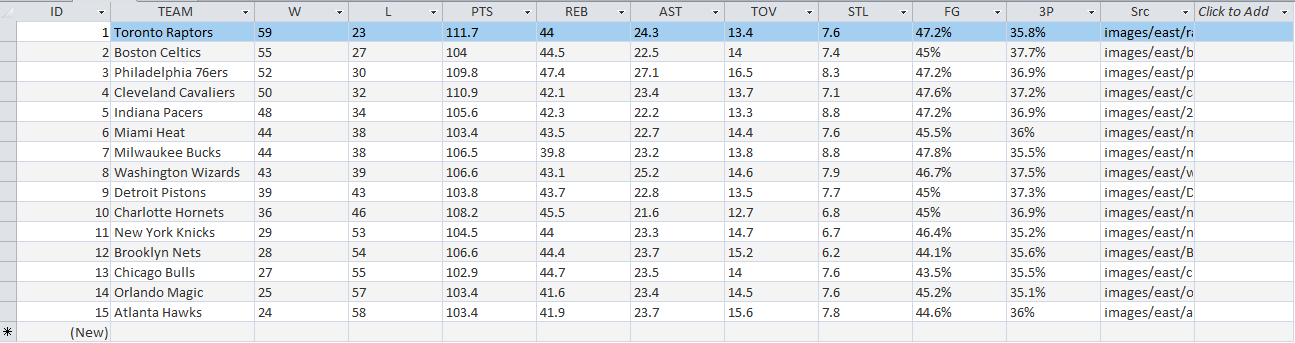 ID TEAM W L PTS REB AST TOV STL FG 3P Src Click to Add
1 Toronto Raptors 59 23 111.7 44 24.3 13.4 7.6 47.2% 35.8% images/east/ra
2 Boston Celtics 55 27 104 44.5 22.5 14 7.4 45% 37.7% images/east/b
3 Philadelphia 76ers 52 30 109.8 47.4 27.1 16.5 8.3 47.2% 36.9% images/east/p
4 Cleveland Cavaliers 50 32 110.9 42.1 23.4 13.7 7.1 47.6% 37.2% images/east/c
5 Indiana Pacers 48 34 105.6 42.3 22.2 13.3 8.8 47.2% 36.9% images/east/2
6 Miami Heat 44 38 103.4 43.5 22.7 14.4 7.6 45.5% 36% images/east/m
7 Milwaukee Bucks 44 38 106.5 39.8 23.2 13.8 8.8 47.8% 35.5% images/east/m
8 Washington Wizards 43 39 106.6 43.1 25.2 14.6 7.9 46.7% 37.5% images/east/w
9 Detroit Pistons 39 43 103.8 43.7 22.8 13.5 7.7 45% 37.3% images/east/D
10 Charlotte Hornets 36 46 108.2 45.5 21.6 12.7 6.8 45% 36.9% images/east/n
11 New York Knicks 29 53 104.5 44 23.3 14.7 6.7 46.4% 35.2% images/east/n
12 Brooklyn Nets 28 54 106.6 44.4 23.7 15.2 6.2 44.1% 35.6% images/east/B
13 Chicago Bulls 27 55 102.9 44.7 23.5 14 7.6 43.5% 35.5% images/east/c
14 Orlando Magic 25 57 103.4 41.6 23.4 14.5 7.6 45.2% 35.1% images/east/o
15 Atlanta Hawks 24 58 103.4 41.9 23.7 15.6 7.8 44.6% 36% images/east/a
(New)